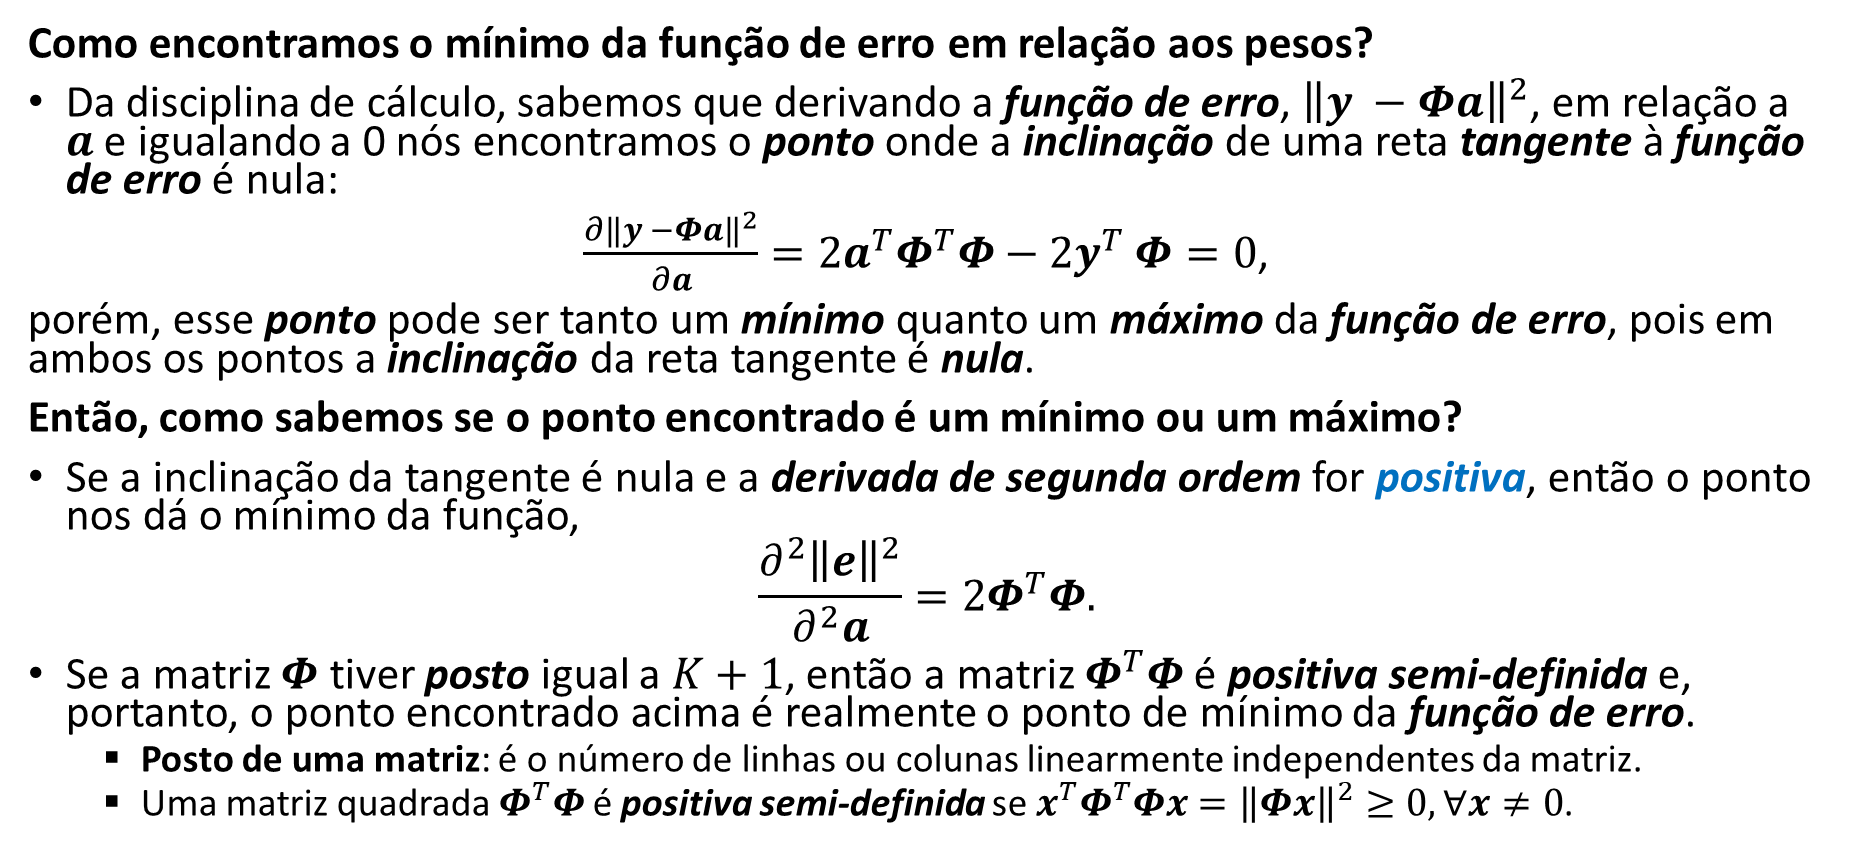 Como encontramos o mínimo da função de erro em relação aos pesos?
• Da disciplina de cálculo, sabemos que derivando a função de erro, ‖y − Φa‖², em relação a
a e igualando a 0 nós encontramos o ponto onde a inclinação de uma reta tangente à função
de erro é nula:
∂‖y −Φa‖²/∂a = 2aᵀΦᵀΦ − 2yᵀ Φ = 0,
porém, esse ponto pode ser tanto um mínimo quanto um máximo da função de erro, pois em
ambos os pontos a inclinação da reta tangente é nula.
Então, como sabemos se o ponto encontrado é um mínimo ou um máximo?
• Se a inclinação da tangente é nula e a derivada de segunda ordem for positiva, então o ponto
nos dá o mínimo da função,
∂²‖e‖²/∂²a = 2ΦᵀΦ.
• Se a matriz Φ tiver posto igual a K + 1, então a matriz ΦᵀΦ é positiva semi-definida e,
portanto, o ponto encontrado acima é realmente o ponto de mínimo da função de erro.
▪ Posto de uma matriz: é o número de linhas ou colunas linearmente independentes da matriz.
▪ Uma matriz quadrada ΦᵀΦ é positiva semi-definida se xᵀΦᵀΦx = ‖Φx‖² ≥ 0, ∀x ≠ 0.